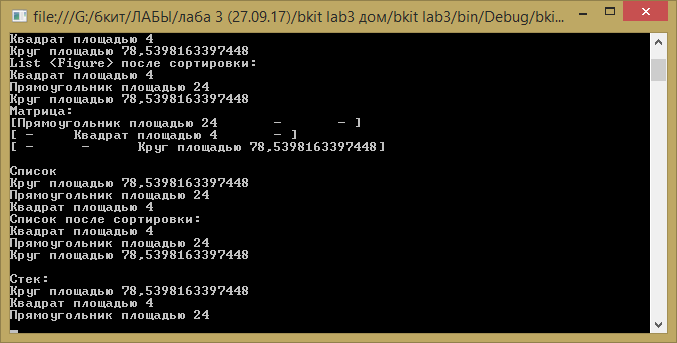 file:///G:/бкит/ЛАБЫ/лаба 3 (27.09.17)/bkit lab3 дом/bkit lab3/bin/Debug/bki...
Квадрат площадью 4
Круг площадью 78,5398163397448
List <Figure> после сортировки:
Квадрат площадью 4
Прямоугольник площадью 24
Круг площадью 78,5398163397448
Матрица:
[Прямоугольник площадью 24 - - ]
[ - Квадрат площадью 4 - ]
[ - - Круг площадью 78,5398163397448]
Список
Круг площадью 78,5398163397448
Прямоугольник площадью 24
Квадрат площадью 4
Список после сортировки:
Квадрат площадью 4
Прямоугольник площадью 24
Круг площадью 78,5398163397448
Стек:
Круг площадью 78,5398163397448
Квадрат площадью 4
Прямоугольник площадью 24